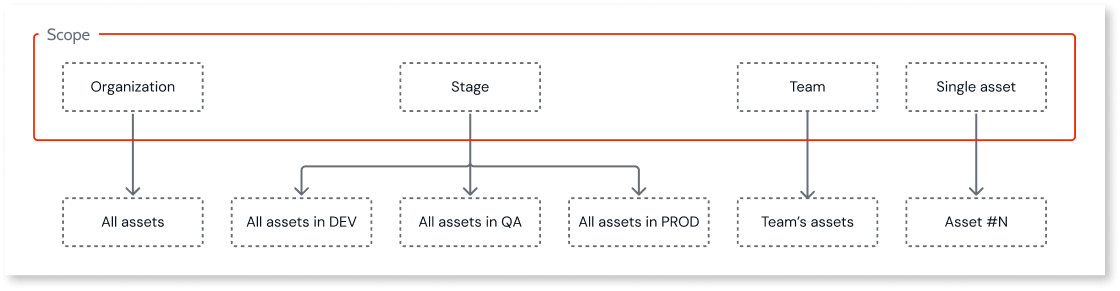 Scope
Organization
Stage
Team
Single asset
All assets
All assets in DEV
All assets in QA
All assets in PROD
Team's assets
Asset #N